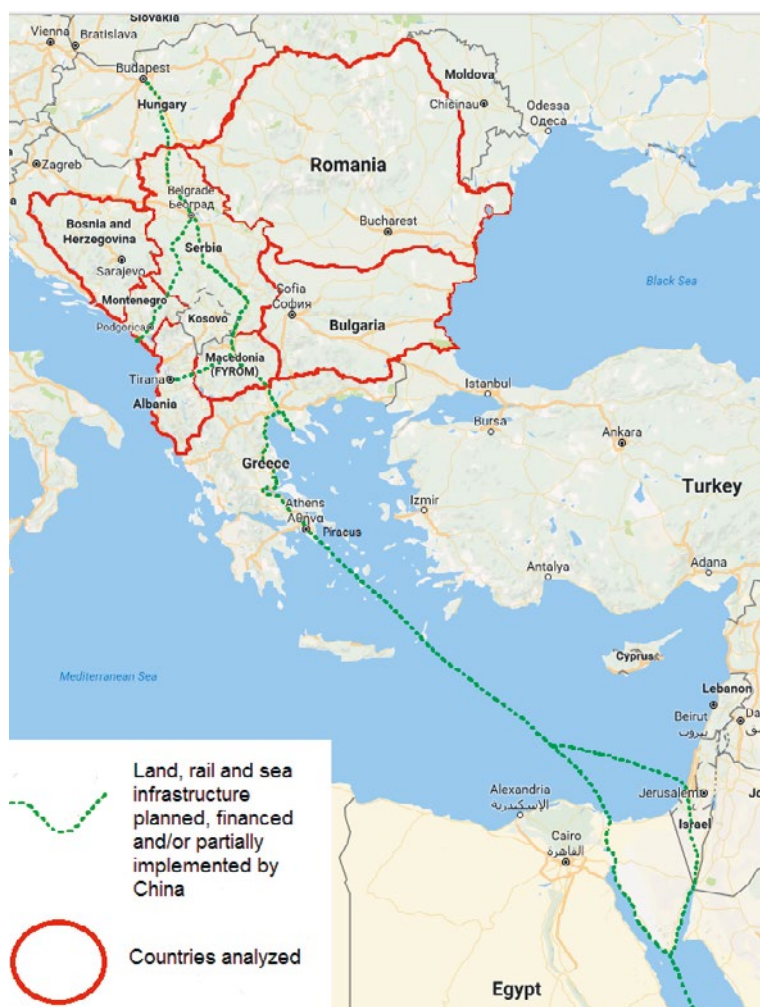 Slovakia
Vienna
Bratislava
Budapest
Hungary
Moldova
Chișinau
Odessa
Одеса
Zagreb
Romania
Belgrade
Београд
Bucharest
Bosnia and
Herzegovina
Sarajevo
Serbia
Black Sea
Montenegro
Sofia
София
Kosovo
Bulgaria
Podgorica
Macedonia
(FYROM)
Tirana
Istanbul
Albania
Bursa
Ankara
Greece
Turkey
Athens
Αθήνα
Izmir
Piraeus
Adana
Antalya
Cyprus
Mediterranean Sea
Lebanon
Beirut
بيروت
Da
Land, rail and sea
infrastructure
planned, financed
and/or partially
implemented by
China
Alexandria
الإسكندرية
Jerusalem
Jo
Israel
Cairo
القاهرة
Countries analyzed
Egypt